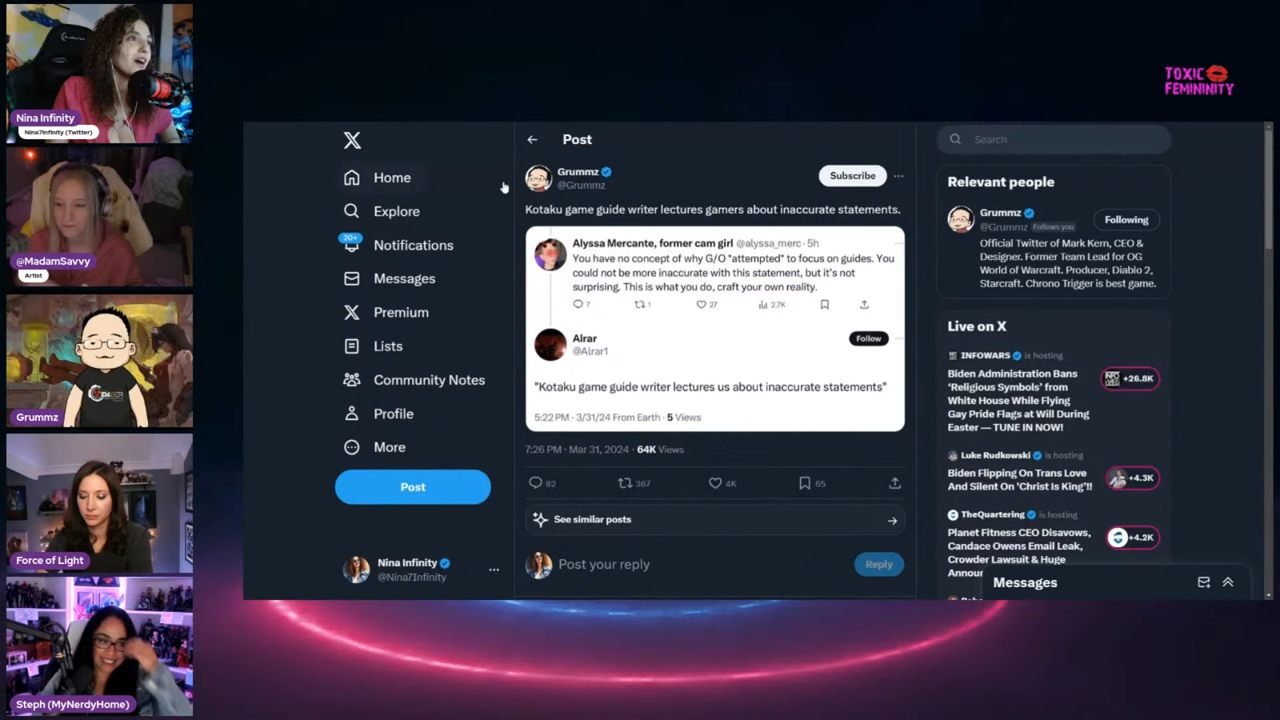 Nina Infinity
Nina7Infinity (Twitter)
@MadamSavvy
Artist
Grummz
Force of Light
Steph (MyNerdyHome)
TOXIC
FEMININITY
Home
Explore
20+
Notifications
Messages
Premium
Lists
Community Notes
Profile
More
Post
Nina Infinity
@Nina7Infinity
Post
Grummz
@Grummz
Subscribe
Kotaku game guide writer lectures gamers about inaccurate statements.
Alyssa Mercante, former cam girl @alyssa_merc · 5h
You have no concept of why G/O *attempted* to focus on guides. You
could not be more inaccurate with this statement, but it's not
surprising. This is what you do, craft your own reality.
7 1 27 2.7K
Alrar
@Alrar1
Follow
"Kotaku game guide writer lectures us about inaccurate statements"
5:22 PM · 3/31/24 From Earth · 5 Views
7:26 PM · Mar 31, 2024 · 64K Views
82 367 4K 65
See similar posts
Post your reply
Reply
Search
Relevant people
Grummz
@Grummz Follows you
Following
Official Twitter of Mark Kern, CEO &
Designer. Former Team Lead for OG
World of Warcraft. Producer, Diablo 2,
Starcraft. Chrono Trigger is best game.
Live on X
INFOWARS is hosting
Biden Administration Bans
'Religious Symbols' from
White House While Flying
Gay Pride Flags at Will During
Easter — TUNE IN NOW!
+26.8K
Luke Rudkowski is hosting
Biden Flipping On Trans Love
And Silent On 'Christ Is King'!!
+4.3K
TheQuartering is hosting
Planet Fitness CEO Disavows,
Candace Owens Email Leak,
Crowder Lawsuit & Huge
+4.2K
Messages